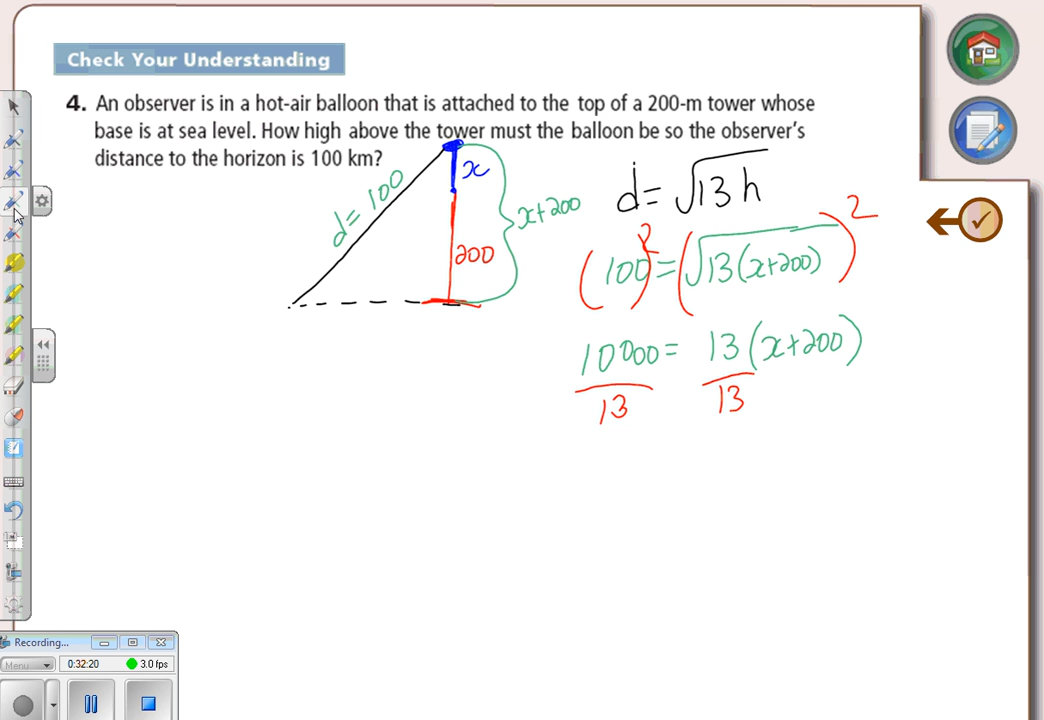 Check Your Understanding
4. An observer is in a hot-air balloon that is attached to the top of a 200-m tower whose
base is at sea level. How high above the tower must the balloon be so the observer's
distance to the horizon is 100 km?
d = 100
x
200
x+200
d = √13h
(100)² = (√13(x+200))²
10000 = 13(x+200)
13 13
Recording...
Menu
0:32:20
3.0 fps